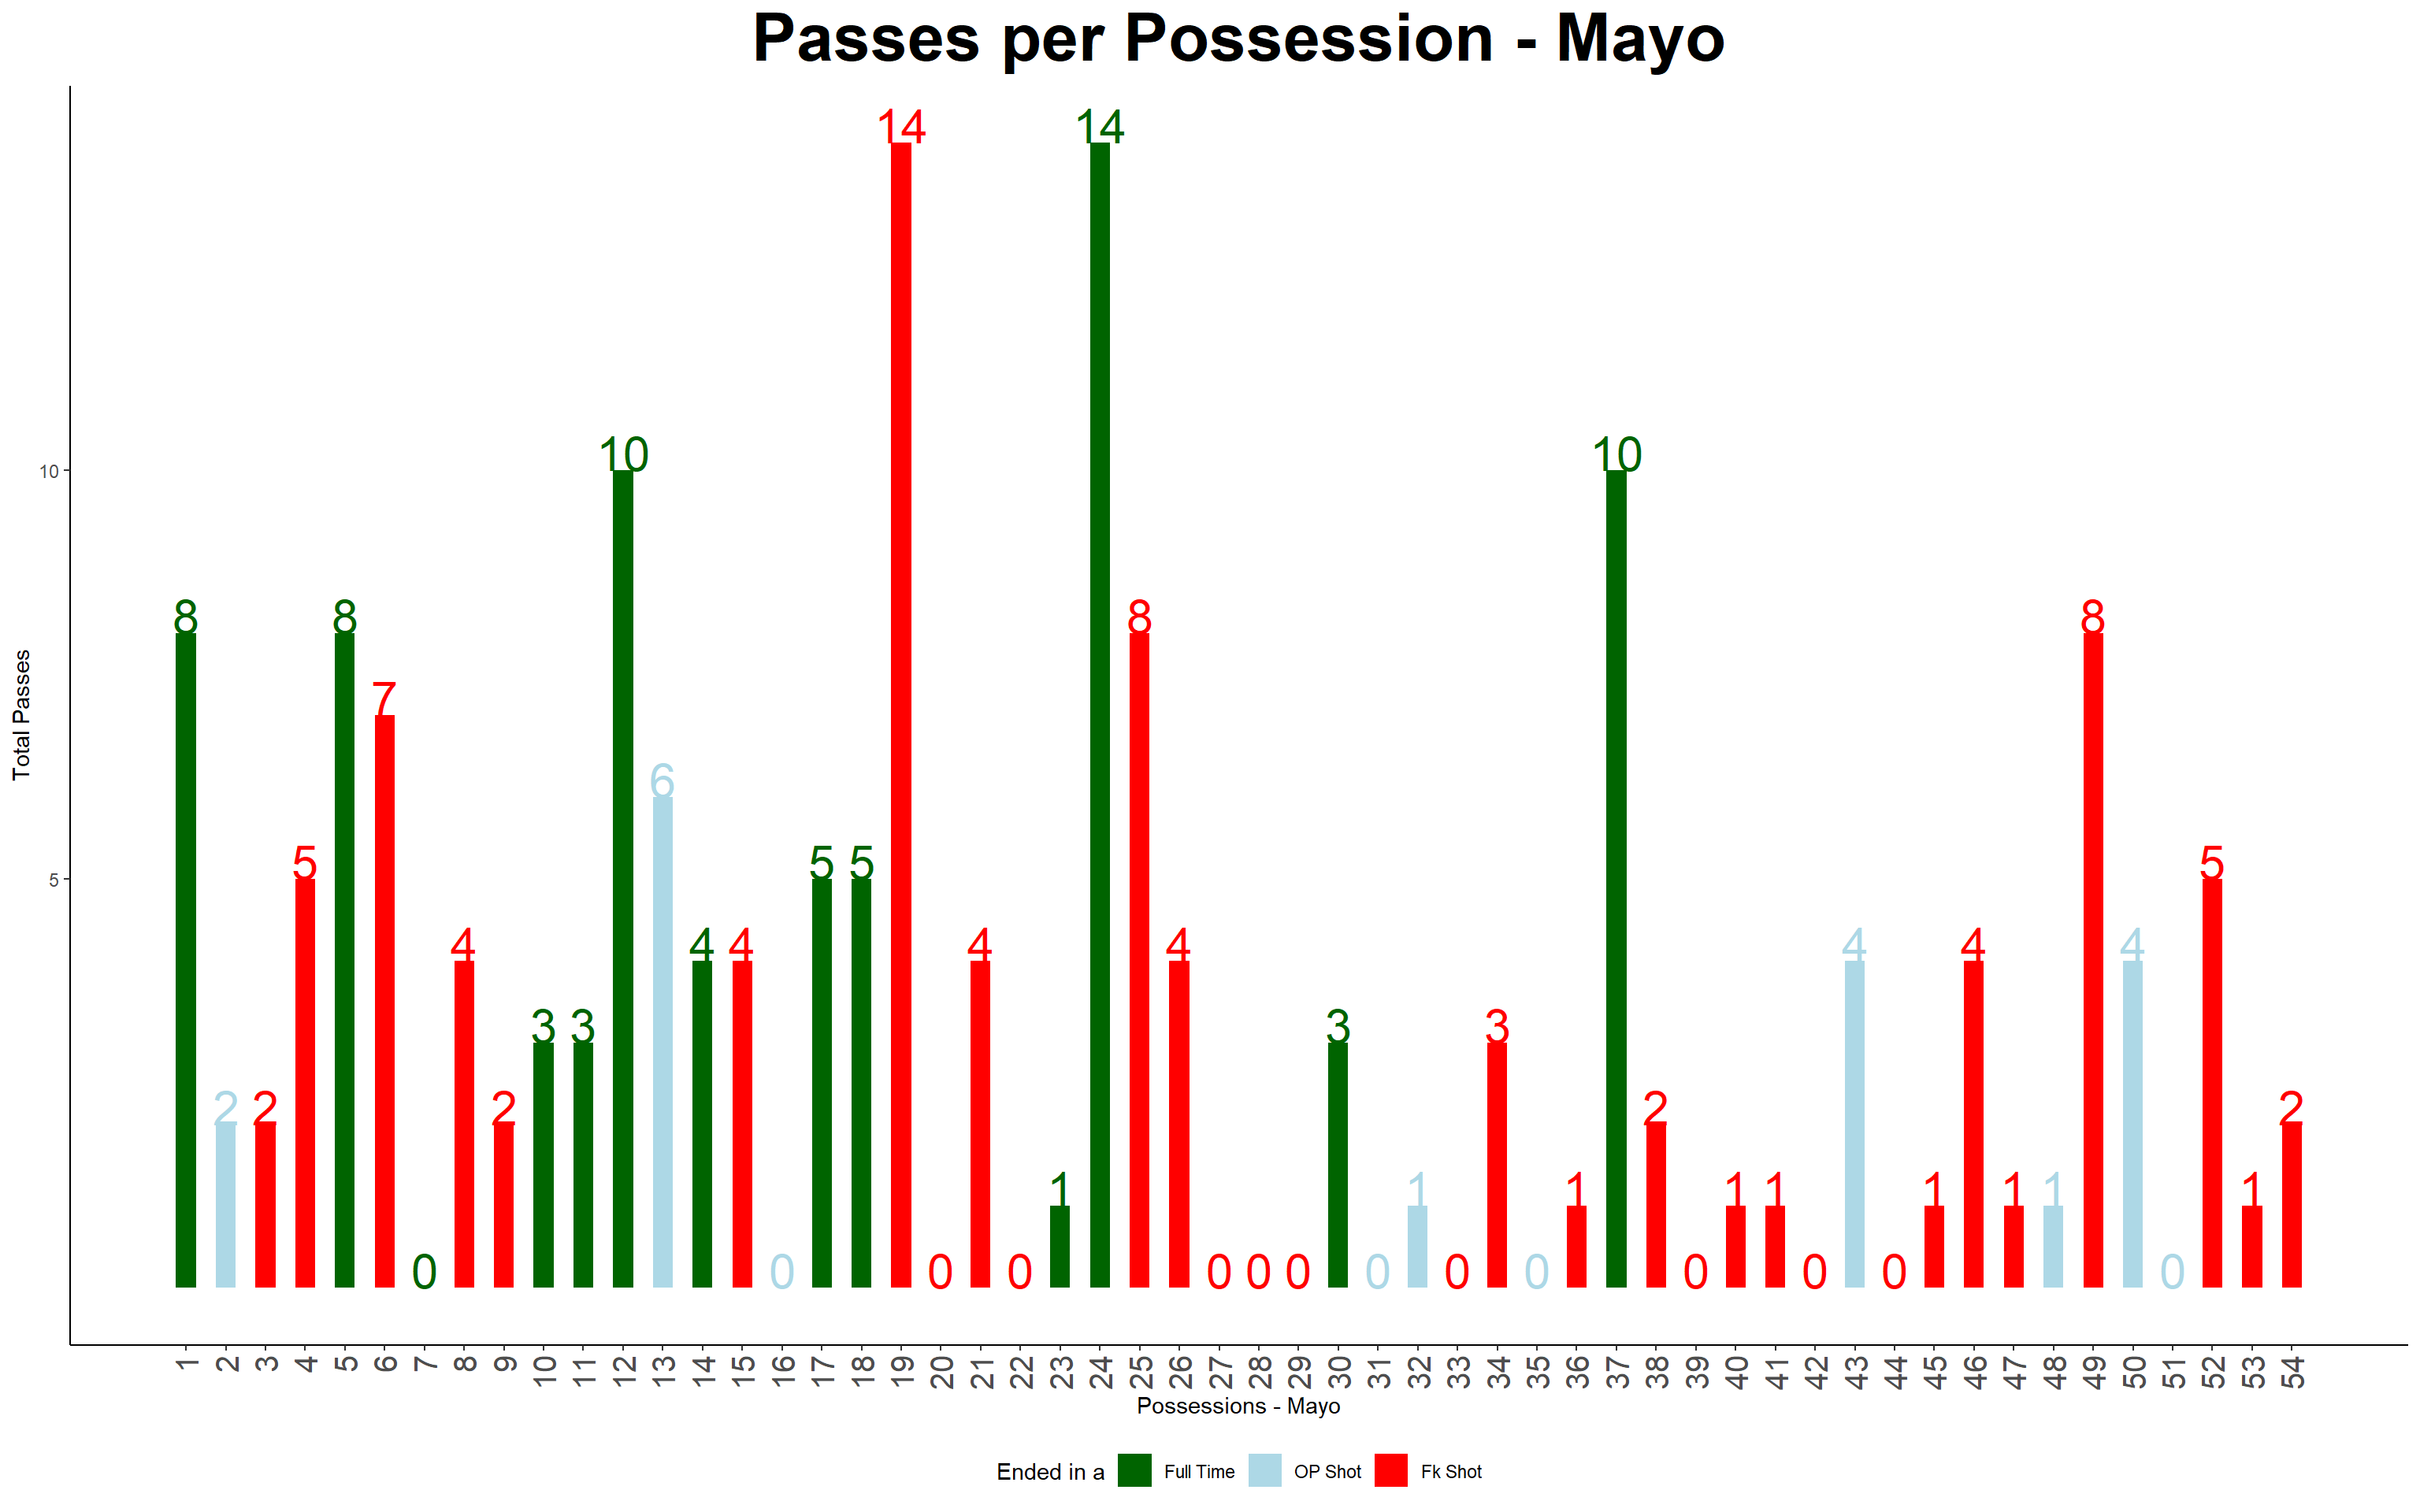 Passes per Possession - Mayo
Total Passes
10
5
8 2 2 5 8 7 0 4 2 3 3 10 6 4 4 0 5 5 14 0 4 0 1 14 8 4 0 0 0 3 0 1 0 3 0 1 10 2 0 1 1 0 4 0 1 4 1 1 8 4 0 5 1 2
1 2 3 4 5 6 7 8 9 10 11 12 13 14 15 16 17 18 19 20 21 22 23 24 25 26 27 28 29 30 31 32 33 34 35 36 37 38 39 40 41 42 43 44 45 46 47 48 49 50 51 52 53 54
Possessions - Mayo
Ended in a Full Time OP Shot Fk Shot